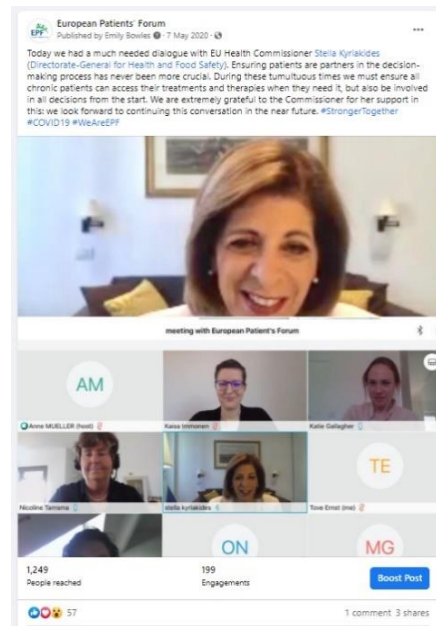 European Patients' Forum
Published by Emily Bowles · 7 May 2020 ·
Today we had a much needed dialogue with EU Health Commissioner Stella Kyriakides
(Directorate-General for Health and Food Safety). Ensuring patients are partners in the decision-
making process has never been more crucial. During these tumultuous times we must ensure all
chronic patients can access their treatments and therapies when they need it, but also be involved
in all decisions from the start. We are extremely grateful to the Commissioner for her support in
this: we look forward to continuing this conversation in the near future. #StrongerTogether
#COVID19 #WeAreEPF
meeting with European Patient's Forum
AM
Anne MUELLER (host)
Kaisa Immonen
Katie Gallagher
TE
Nicoline Tamsma
stella kyriakides
Tove Ernst (me)
ON
MG
1,249
People reached
199
Engagements
Boost Post
57
1 comment 3 shares